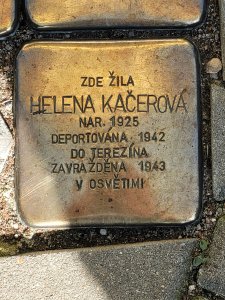 ZDE ŽILA
HELENA KAČEROVÁ
NAR. 1925
DEPORTOVÁNA 1942
DO TEREZÍNA
ZAVRAŽDĚNA 1943
V OSVĚTIMI